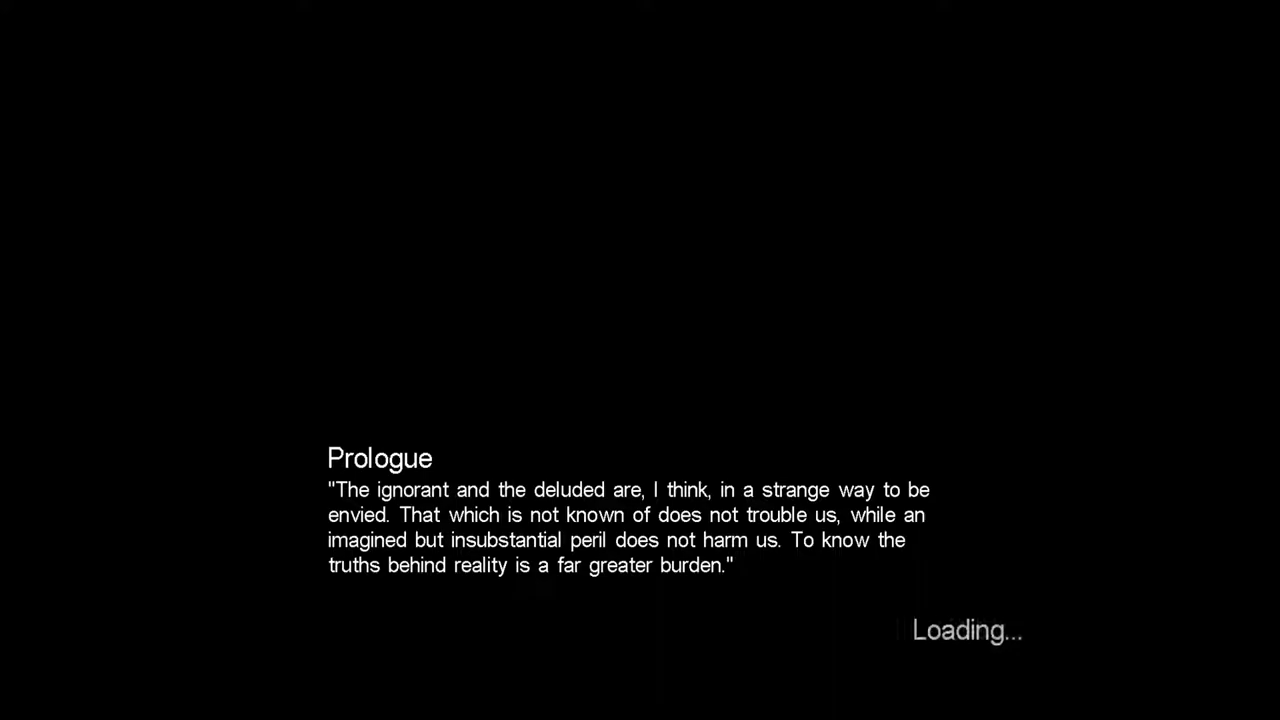 Prologue
"The ignorant and the deluded are, I think, in a strange way to be
envied. That which is not known of does not trouble us, while an
imagined but insubstantial peril does not harm us. To know the
truths behind reality is a far greater burden."
Loading...